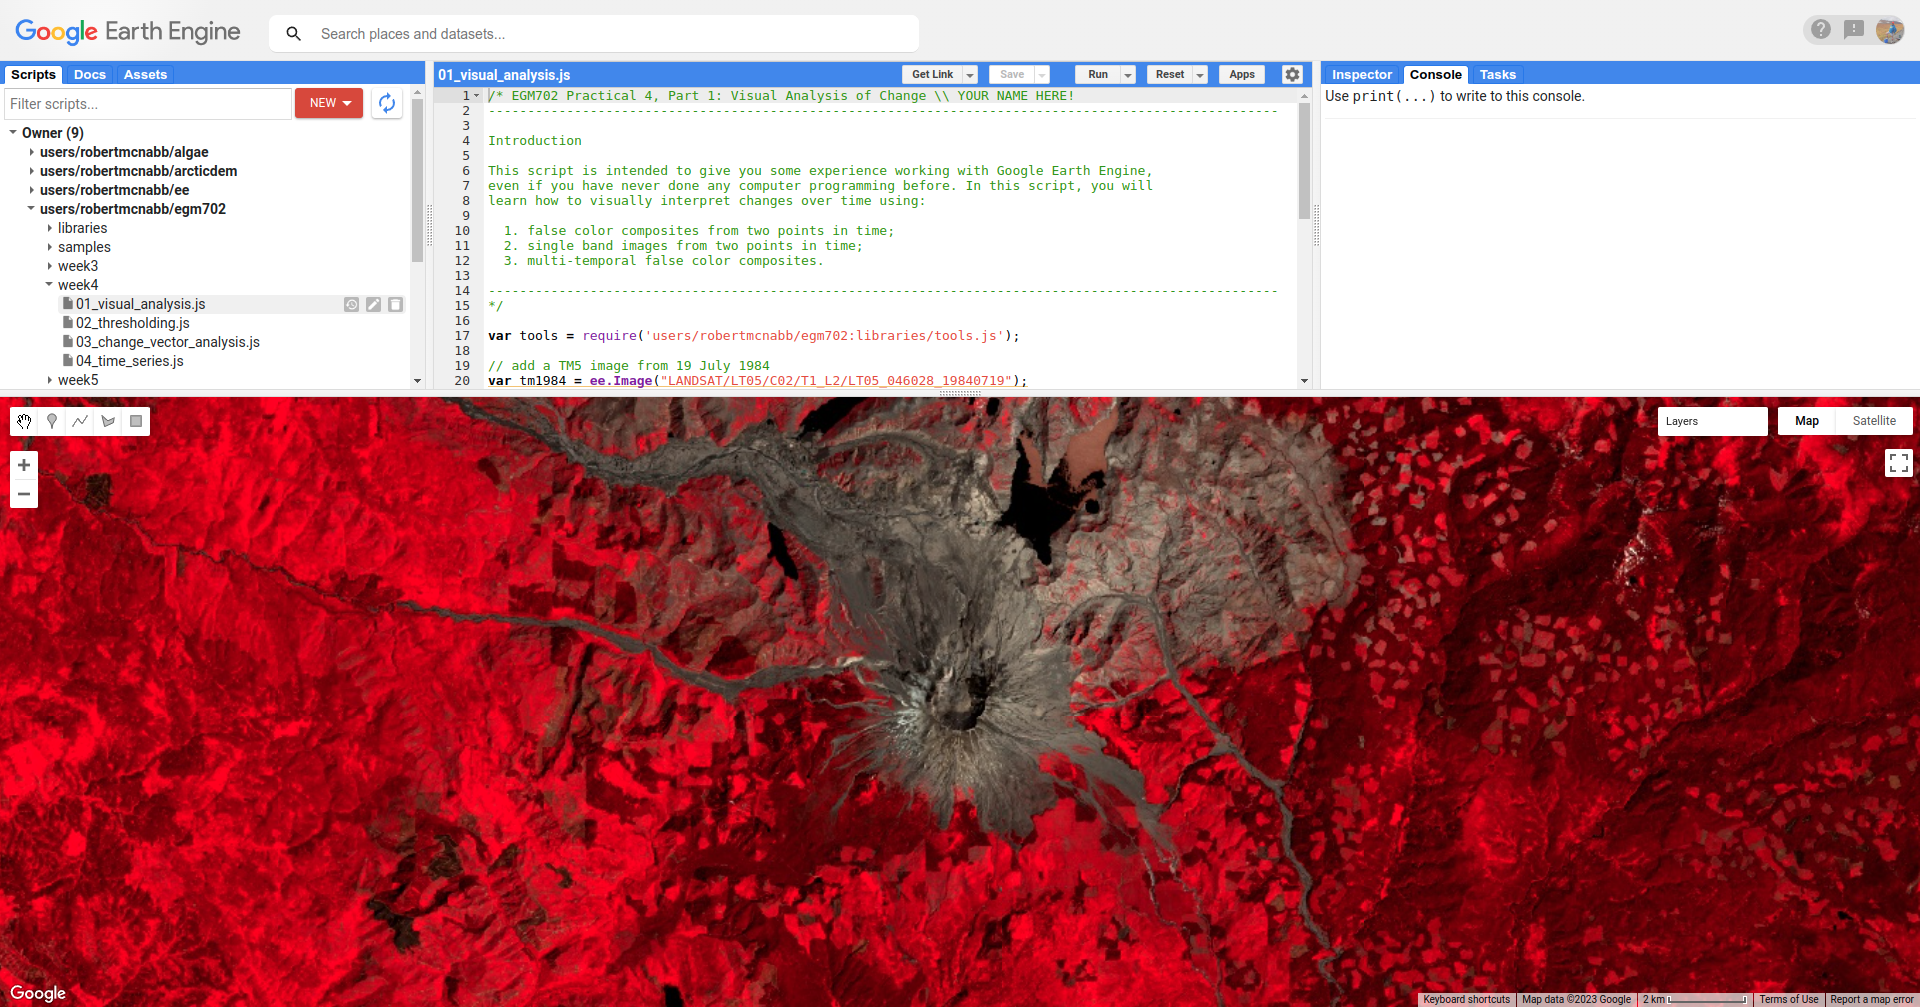 Google Earth Engine
Search places and datasets...
Scripts Docs Assets
Filter scripts...
NEW
Owner (9)
users/robertmcnabb/algae
users/robertmcnabb/arcticdem
users/robertmcnabb/ee
users/robertmcnabb/egm702
libraries
samples
week3
week4
01_visual_analysis.js
02_thresholding.js
03_change_vector_analysis.js
04_time_series.js
week5
01_visual_analysis.js
Get Link Save Run Reset Apps
1 /* EGM702 Practical 4, Part 1: Visual Analysis of Change \\ YOUR NAME HERE!
2 -----------------------------------------------------------------------------------------------------
3
4 Introduction
5
6 This script is intended to give you some experience working with Google Earth Engine,
7 even if you have never done any computer programming before. In this script, you will
8 learn how to visually interpret changes over time using:
9
10 1. false color composites from two points in time;
11 2. single band images from two points in time;
12 3. multi-temporal false color composites.
13
14 -----------------------------------------------------------------------------------------------------
15 */
16
17 var tools = require('users/robertmcnabb/egm702:libraries/tools.js');
18
19 // add a TM5 image from 19 July 1984
20 var tm1984 = ee.Image("LANDSAT/LT05/C02/T1_L2/LT05_046028_19840719");
Inspector Console Tasks
Use print(...) to write to this console.
Layers
Map Satellite
Google
Keyboard shortcuts Map data ©2023 Google 2 km Terms of Use Report a map error